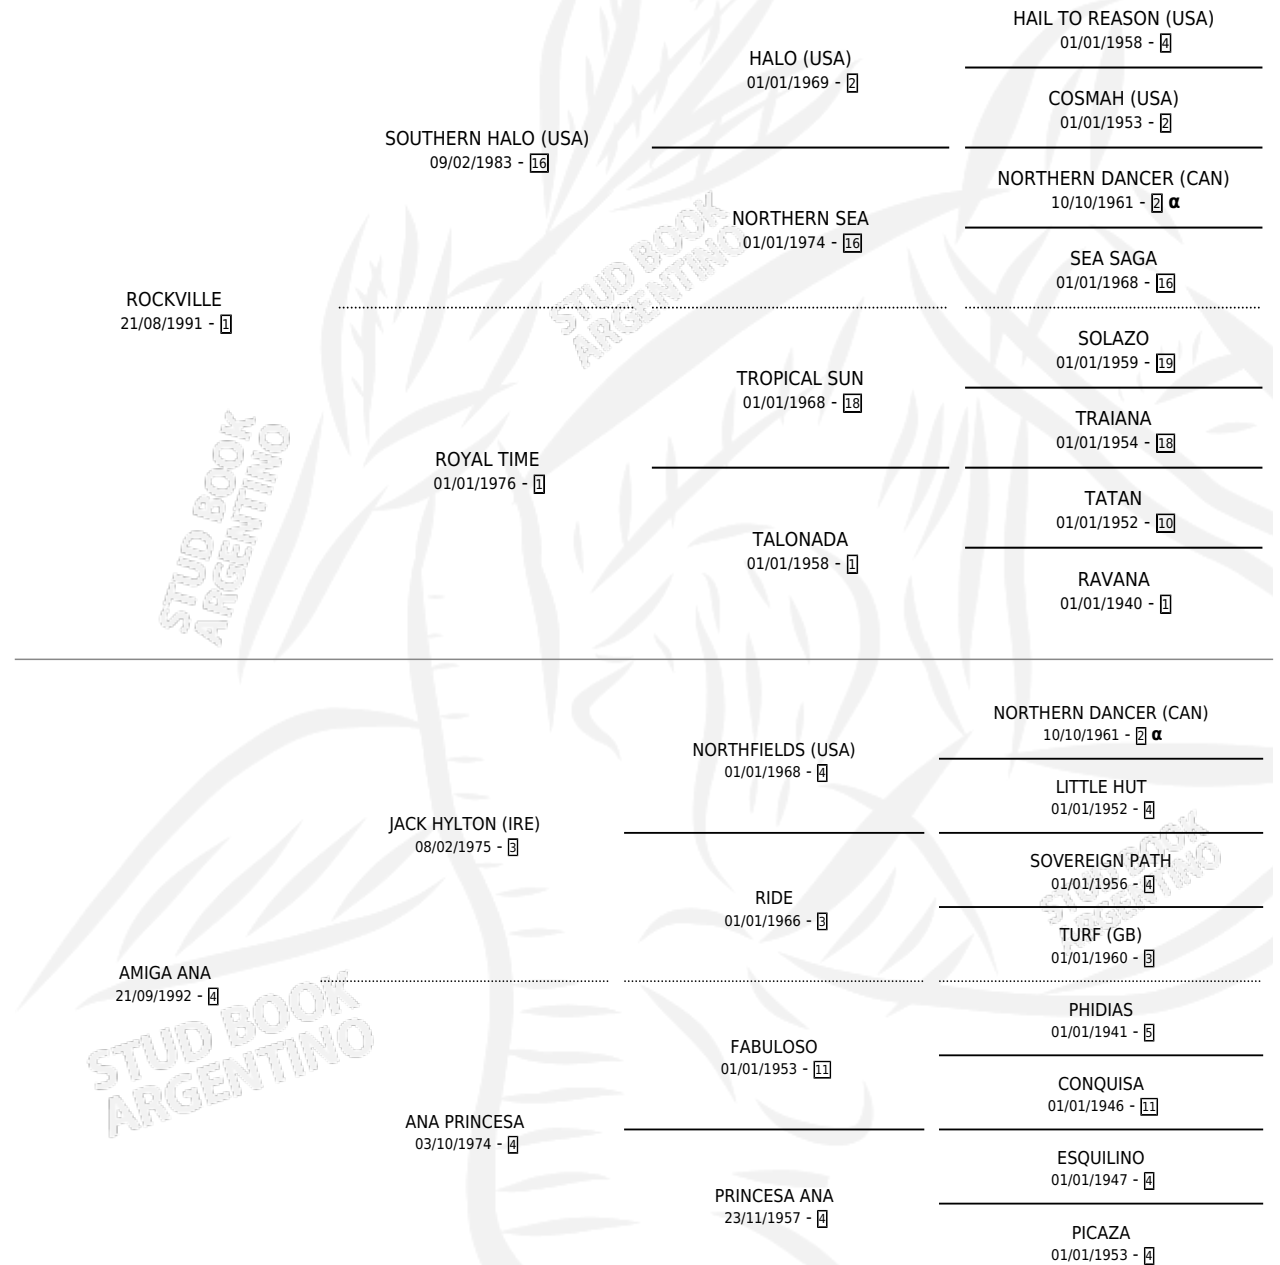 HAIL TO REASON (USA)
01/01/1958 - 4
HALO (USA)
01/01/1969 - 2
COSMAH (USA)
01/01/1953 - 2
SOUTHERN HALO (USA)
09/02/1983 - 16
NORTHERN DANCER (CAN)
10/10/1961 - 2 α
NORTHERN SEA
01/01/1974 - 16
SEA SAGA
01/01/1968 - 16
STUD BOOK
ARGENTINO
ROCKVILLE
21/08/1991 - 1
SOLAZO
01/01/1959 - 19
TROPICAL SUN
01/01/1968 - 18
TRAIANA
01/01/1954 - 18
ROYAL TIME
01/01/1976 - 1
TATAN
01/01/1952 - 10
TALONADA
01/01/1958 - 1
RAVANA
01/01/1940 - 1
STUD BOOK
ARGENTINO
NORTHERN DANCER (CAN)
10/10/1961 - 2 α
NORTHFIELDS (USA)
01/01/1968 - 4
LITTLE HUT
01/01/1952 - 4
JACK HYLTON (IRE)
08/02/1975 - 3
SOVEREIGN PATH
01/01/1956 - 4
RIDE
01/01/1966 - 3
TURF (GB)
01/01/1960 - 3
STUD BOOK
ARGENTINO
AMIGA ANA
21/09/1992 - 4
STUD BOOK
ARGENTINO
PHIDIAS
01/01/1941 - 5
FABULOSO
01/01/1953 - 11
CONQUISA
01/01/1946 - 11
ANA PRINCESA
03/10/1974 - 4
ESQUILINO
01/01/1947 - 4
PRINCESA ANA
23/11/1957 - 4
PICAZA
01/01/1953 - 4